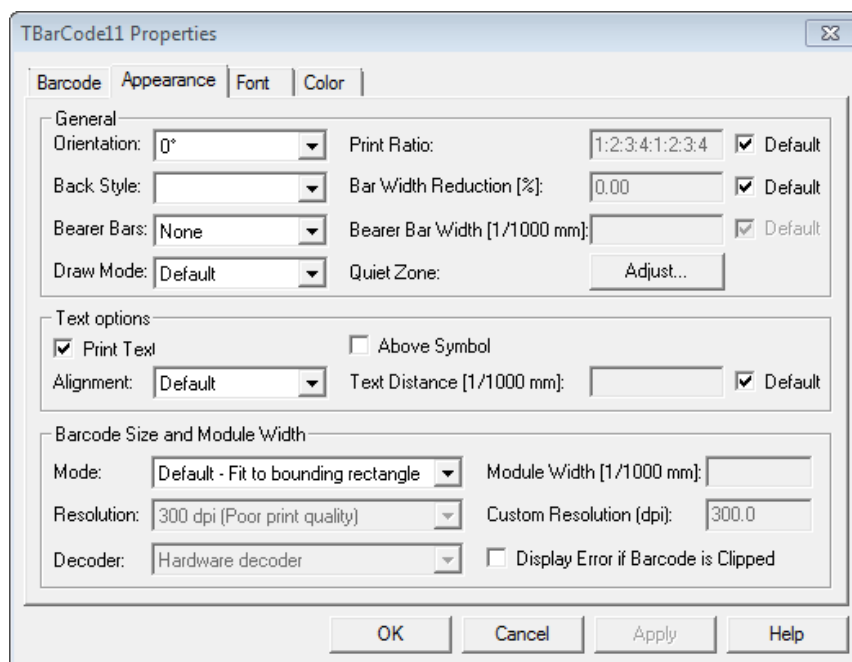 TBarCode11 Properties
Barcode Appearance Font Color
General
Orientation: 0° Print Ratio: 1:2:3:4:1:2:3:4 Default
Back Style: Bar Width Reduction [%]: 0.00 Default
Bearer Bars: None Bearer Bar Width [1/1000 mm]: Default
Draw Mode: Default Quiet Zone: Adjust...
Text options
Print Text Above Symbol
Alignment: Default Text Distance [1/1000 mm]: Default
Barcode Size and Module Width
Mode: Default - Fit to bounding rectangle Module Width [1/1000 mm]:
Resolution: 300 dpi (Poor print quality) Custom Resolution (dpi): 300.0
Decoder: Hardware decoder Display Error if Barcode is Clipped
OK Cancel Apply Help